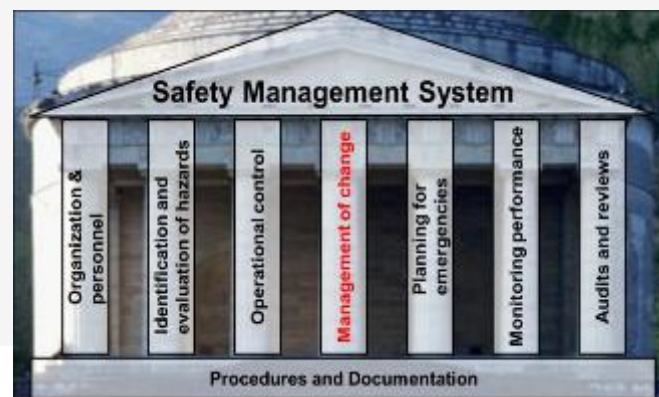 Safety Management System
Organization &
personnel
Identification and
evaluation of hazards
Operational control
Management of change
Planning for
emergencies
Monitoring performance
Audits and reviews
Procedures and Documentation